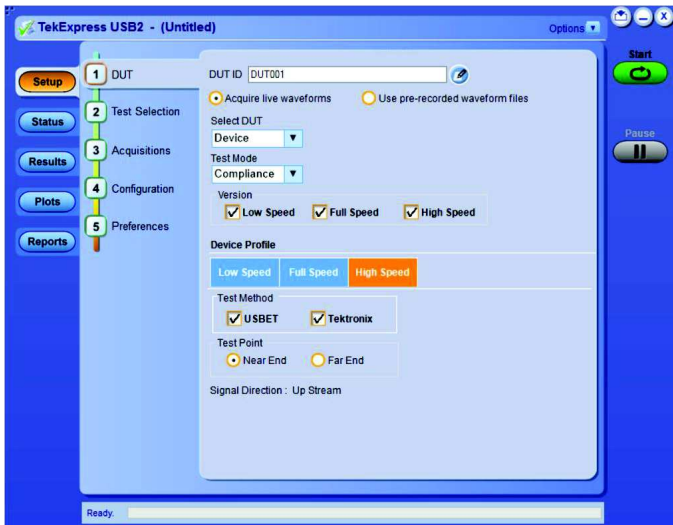 TekExpress USB2 - (Untitled)
Options
Start
Setup
Status
Results
Plots
Reports
1 DUT
2 Test Selection
3 Acquisitions
4 Configuration
5 Preferences
DUT ID DUT001
Acquire live waveforms Use pre-recorded waveform files
Select DUT
Device
Test Mode
Compliance
Version
Low Speed Full Speed High Speed
Device Profile
Low Speed Full Speed High Speed
Test Method
USBET Tektronix
Test Point
Near End Far End
Signal Direction : Up Stream
Pause
Ready.